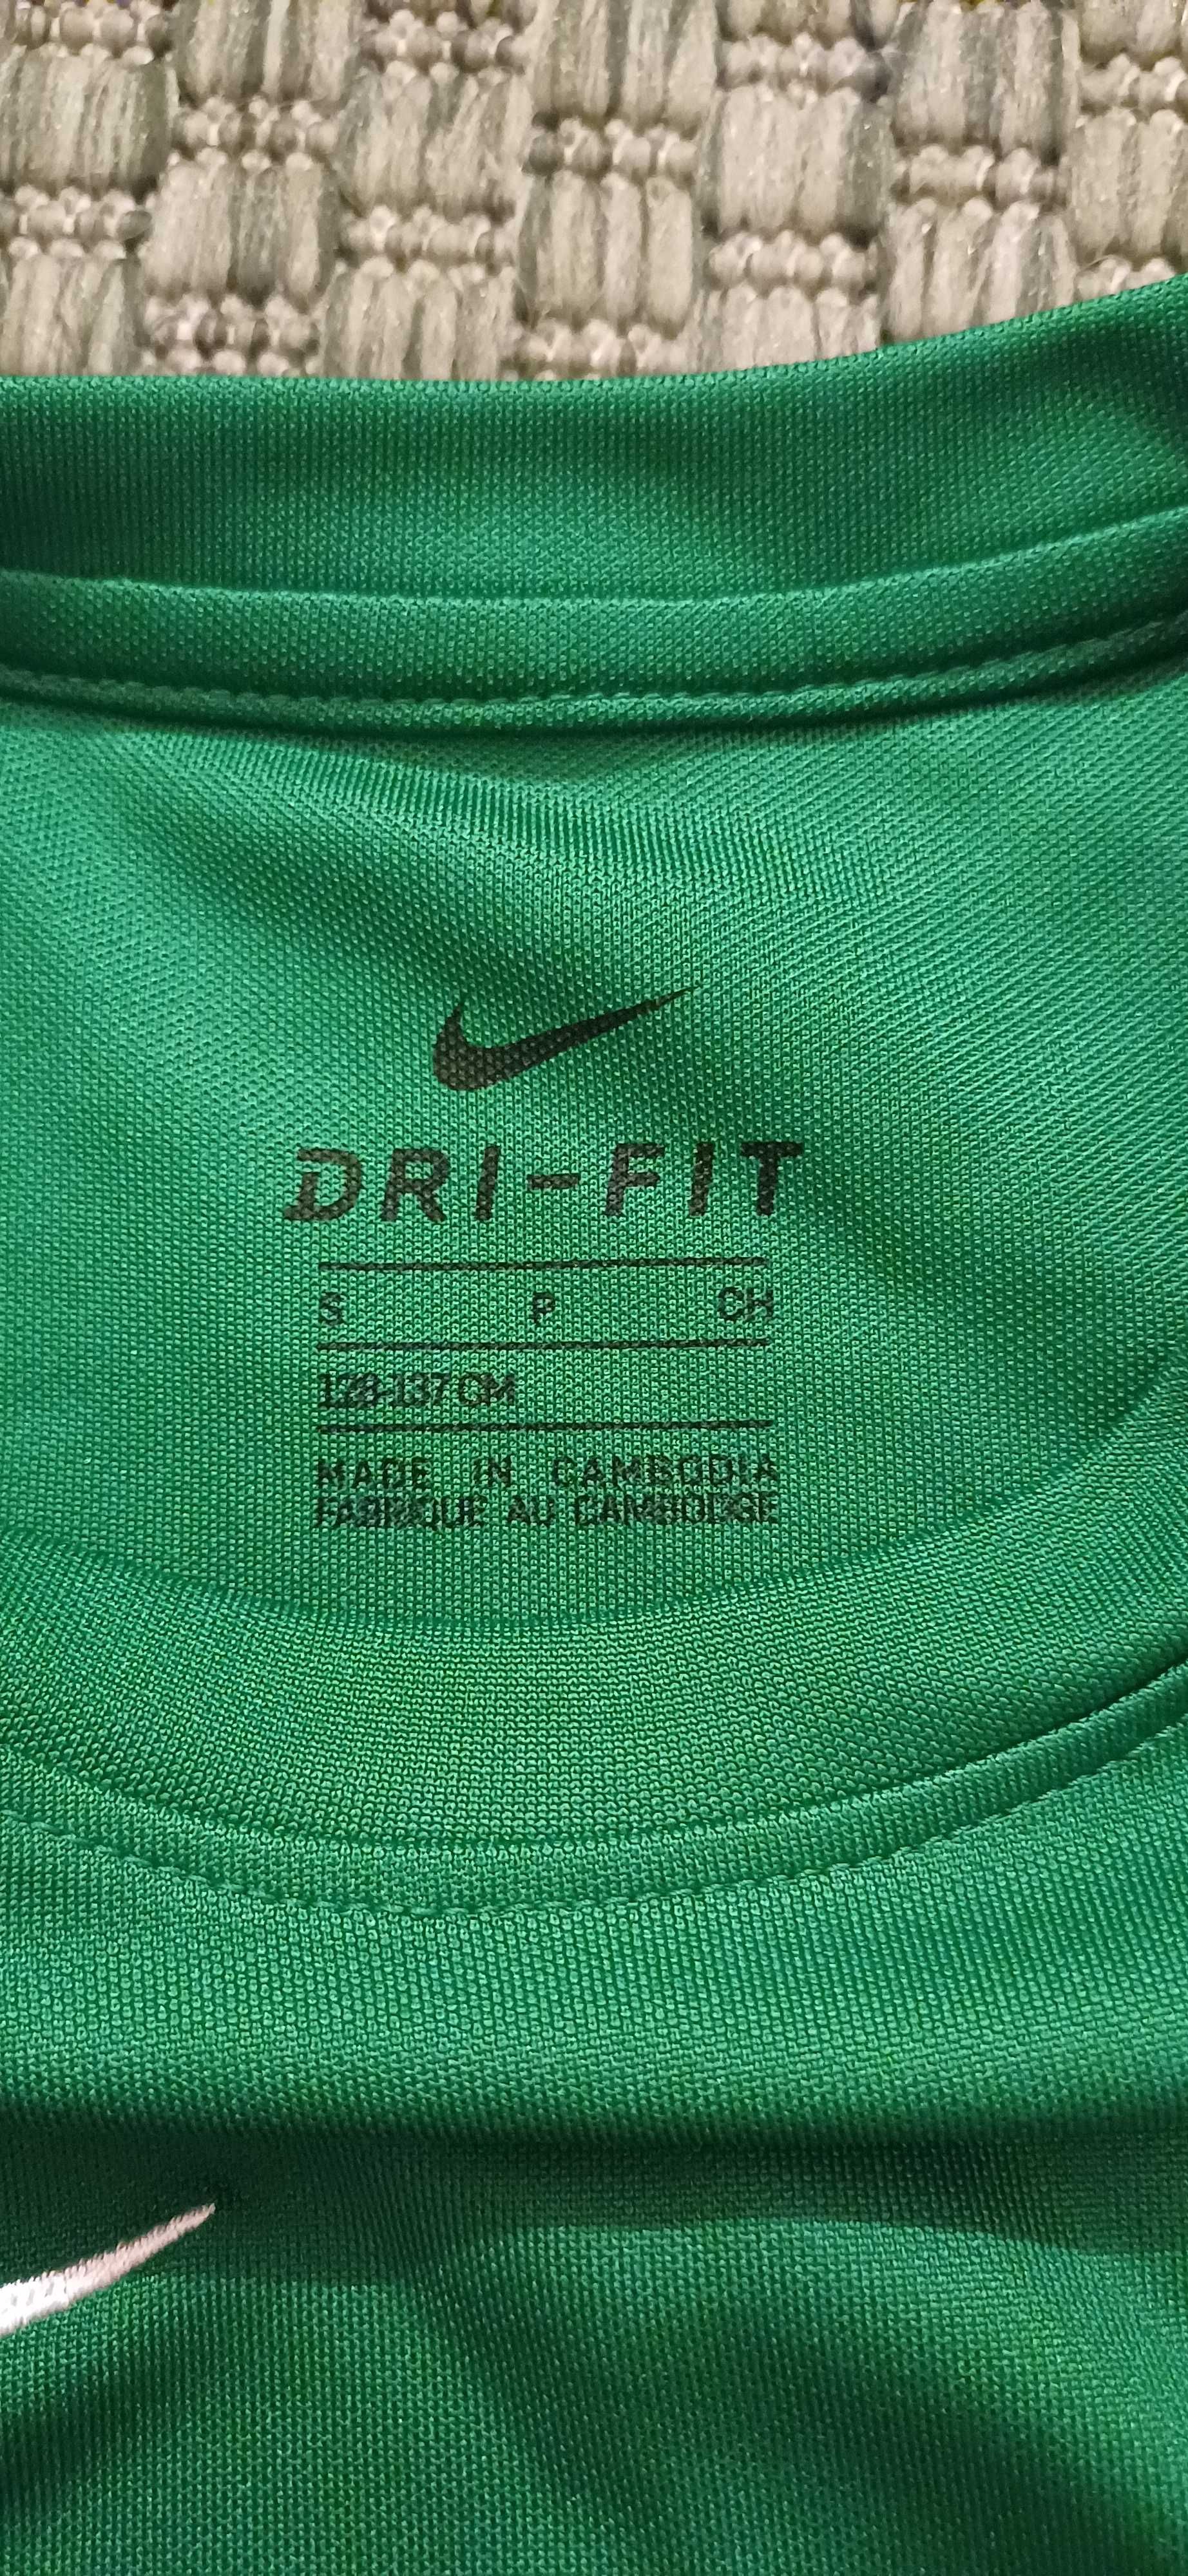 DRI-FIT
S P CH
128-137 CM
MADE IN CAMBODIA
FABRIQUE AU CAMBODGE